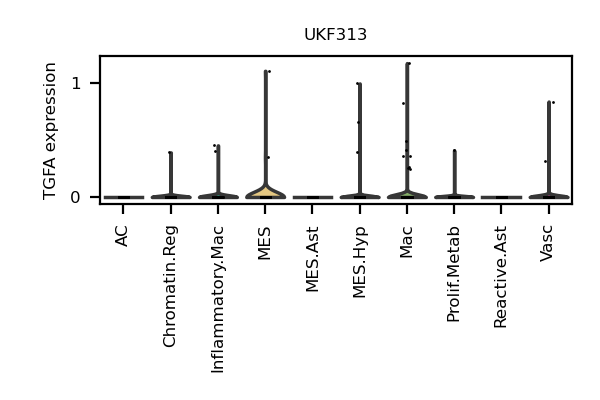 UKF313
TGFA expression
1
0
AC
Chromatin.Reg
Inflammatory.Mac
MES
MES.Ast
MES.Hyp
Mac
Prolif.Metab
Reactive.Ast
Vasc